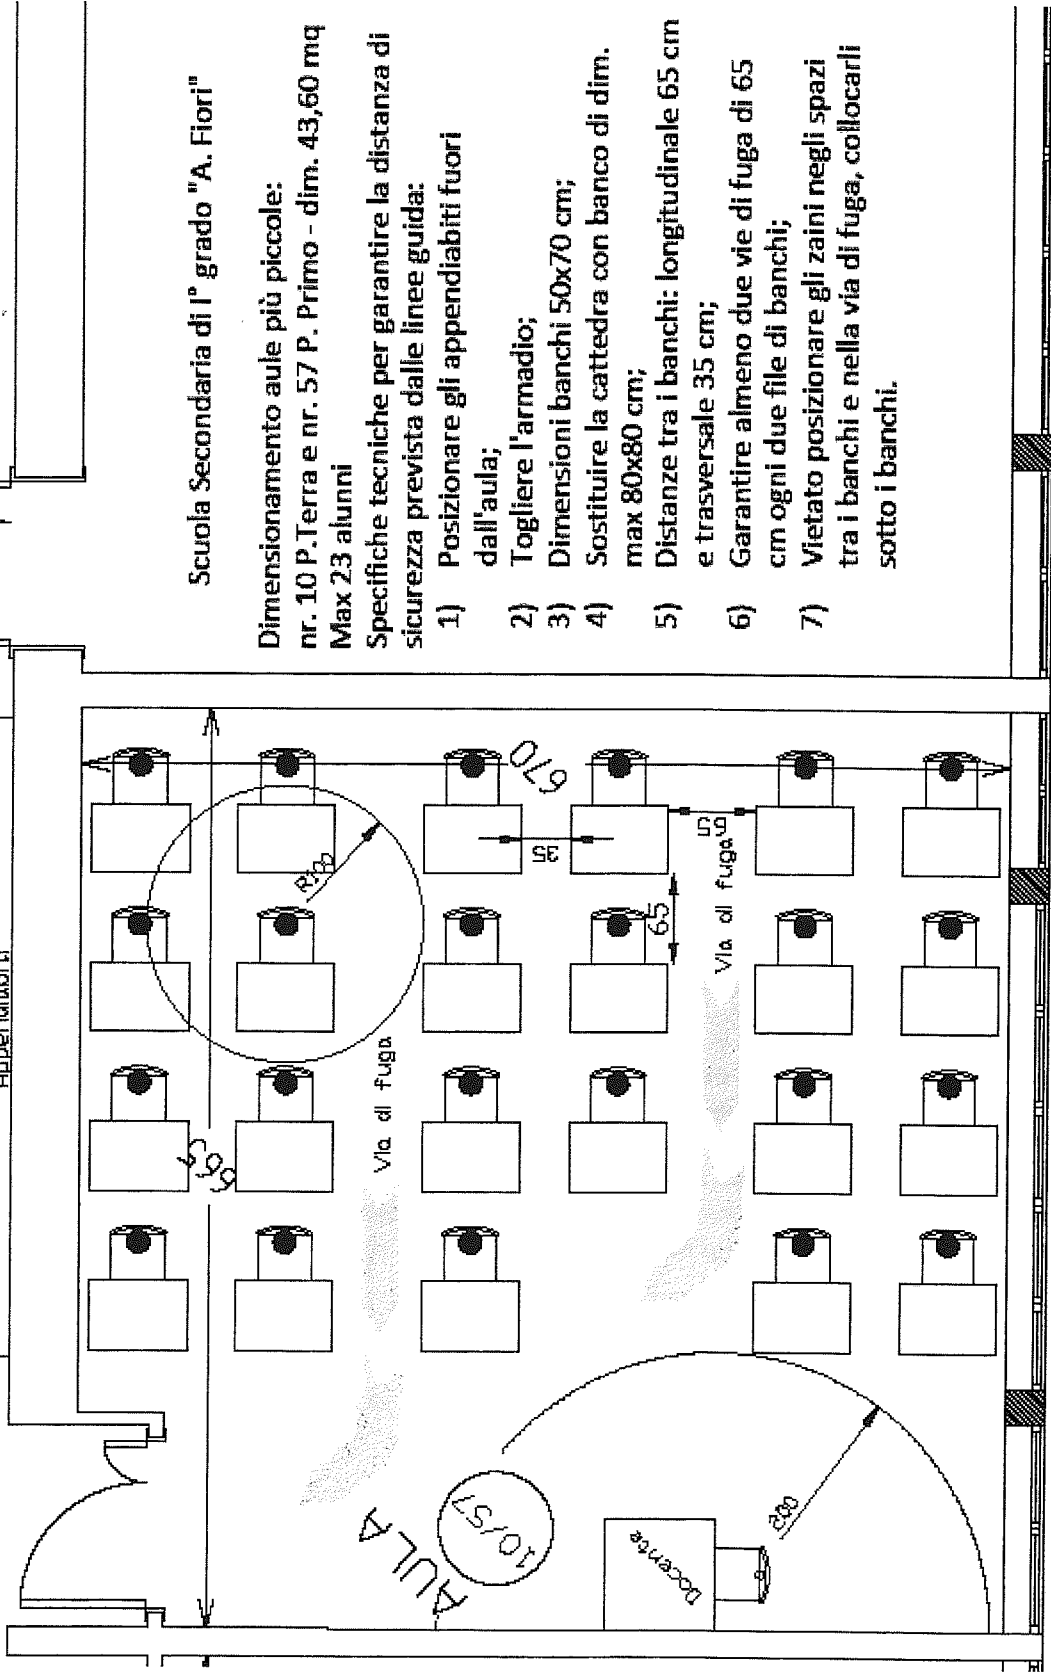 Scuola Secondaria di I° grado "A. Fiori"
Dimensionamento aule più piccole:
nr. 10 P.Terra e nr. 57 P. Primo - dim. 43,60 mq
Max 23 alunni
Specifiche tecniche per garantire la distanza di
sicurezza prevista dalle linee guida:
1) Posizionare gli appendiabiti fuori
dall'aula;
2) Togliere l'armadio;
3) Dimensioni banchi 50x70 cm;
4) Sostituire la cattedra con banco di dim.
max 80x80 cm;
5) Distanze tra i banchi: longitudinale 65 cm
e trasversale 35 cm;
6) Garantire almeno due vie di fuga di 65
cm ogni due file di banchi;
7) Vietato posizionare gli zaini negli spazi
tra i banchi e nella via di fuga, collocarli
sotto i banchi.
670
R100
35
65
65
Via di fuga
Via di fuga
AULA
10/57
Docente
200